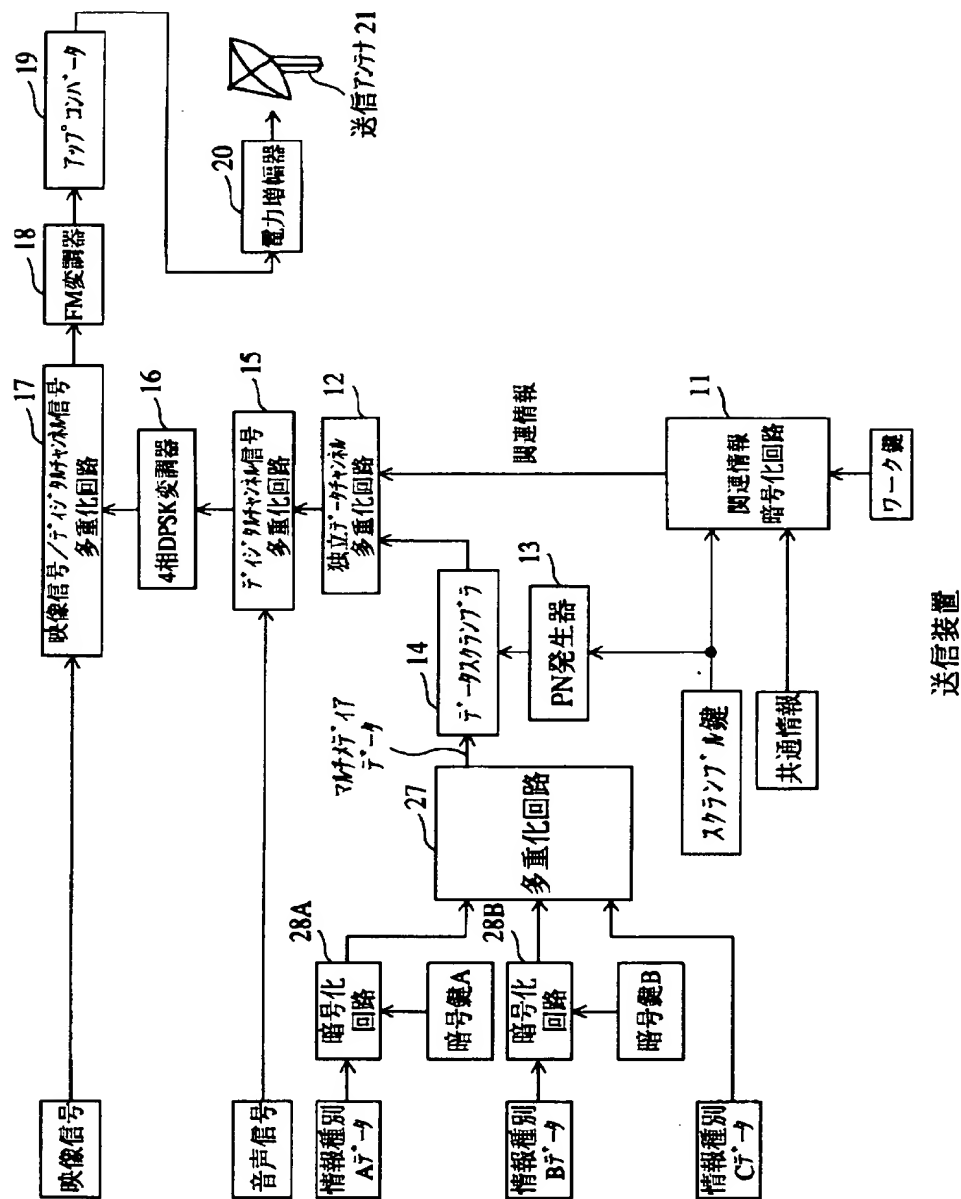 映像信号
映像信号/ディジタルチャンネル信号
多重化回路
17
FM変調器
18
アップコンバータ
19
電力増幅器
20
送信アンテナ 21
4相DPSK変調器
16
音声信号
ディジタルチャンネル信号
多重化回路
15
独立データチャンネル
多重化回路
12
情報種別
Aデータ
暗号化
回路
28A
暗号鍵A
情報種別
Bデータ
暗号化
回路
28B
暗号鍵B
情報種別
Cデータ
多重化回路
27
マルチメディア
データ
データスクランブラ
14
PN発生器
13
関連情報
関連情報
暗号化回路
11
スクランブル鍵
共通情報
ワーク鍵
送信装置